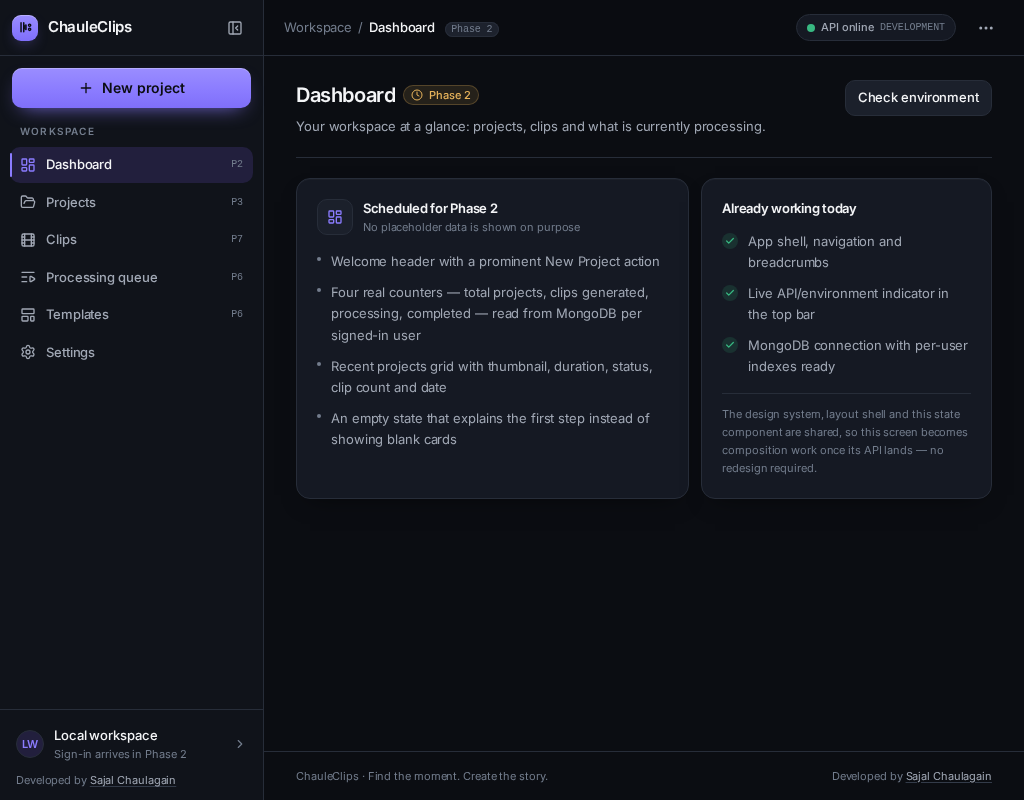 ChauleClips
New project
WORKSPACE
Dashboard P2
Projects P3
Clips P7
Processing queue P6
Templates P6
Settings
LW
Local workspace
Sign-in arrives in Phase 2
Developed by Sajal Chaulagain
Workspace / Dashboard Phase 2
API online DEVELOPMENT
Dashboard Phase 2
Check environment
Your workspace at a glance: projects, clips and what is currently processing.
Scheduled for Phase 2
No placeholder data is shown on purpose
Welcome header with a prominent New Project action
Four real counters — total projects, clips generated,
processing, completed — read from MongoDB per
signed-in user
Recent projects grid with thumbnail, duration, status,
clip count and date
An empty state that explains the first step instead of
showing blank cards
Already working today
App shell, navigation and
breadcrumbs
Live API/environment indicator in
the top bar
MongoDB connection with per-user
indexes ready
The design system, layout shell and this state
component are shared, so this screen becomes
composition work once its API lands — no
redesign required.
ChauleClips · Find the moment. Create the story.
Developed by Sajal Chaulagain